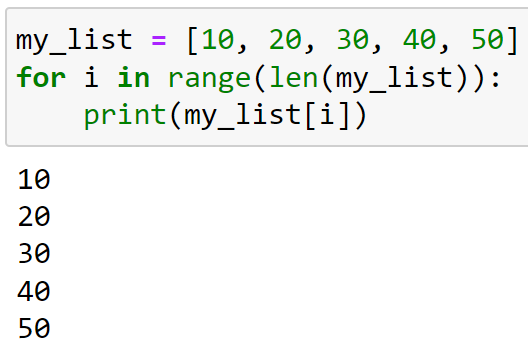 my_list = [10, 20, 30, 40, 50]
for i in range(len(my_list)):
    print(my_list[i])
10
20
30
40
50